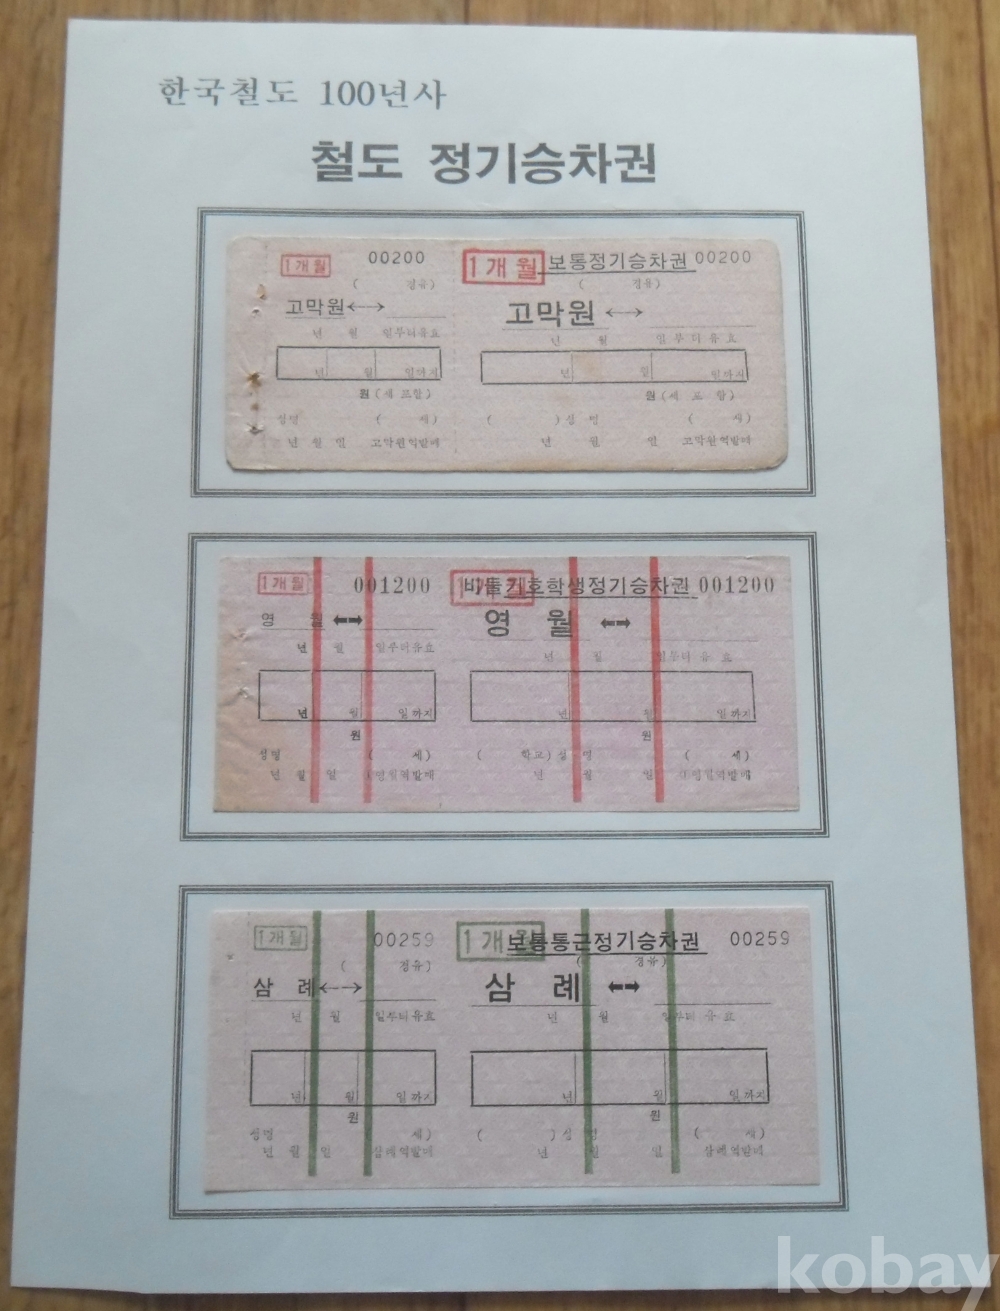 한국철도 100년사
철도 정기승차권
1개월 00200 1개월 보통정기승차권 00200
( 경유) ( 경유)
고막원←→ 고막원 ←→
년 월 일부터유효 년 월 일부터유효
년 월 일까지 년 월 일까지
원(세포함) 원(세포함)
성명 ( 세) ( )성명 ( 세)
년 월 일 고막원역발매 년 월 일 고막원역발매
1개월 001200 1개월 비둘기호학생정기승차권 001200
영 월 ⬌ 영 월 ⬌
년 월 일부터유효 년 월 일부터유효
년 월 일까지 년 월 일까지
원 원
성명 ( 세) ( 학교)성명 ( 세)
년 월 일 영월역발매 년 월 일 영월역발매
1개월 00259 1개월 보통통근정기승차권 00259
( 경유) ( 경유)
삼 례←→ 삼 례 ⬌
년 월 일부터유효 년 월 일부터유효
년 월 일까지 년 월 일까지
원 원
성명 세) ( )성명 ( 세)
년 월 일 삼례역발매 년 월 일 삼례역발매
kobay